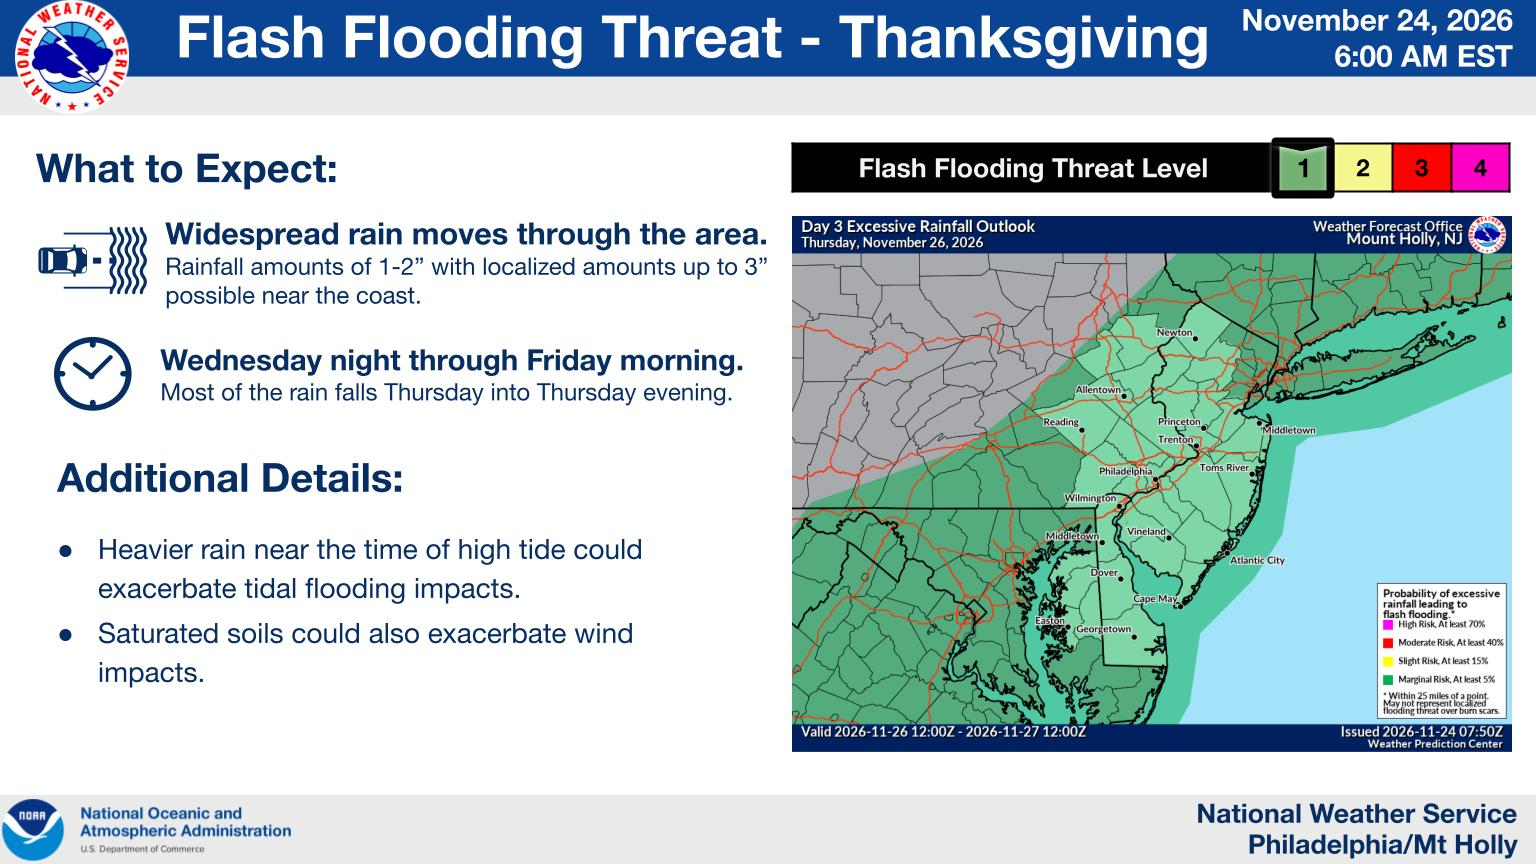 NATIONAL WEATHER SERVICE
Flash Flooding Threat - Thanksgiving
November 24, 2026
6:00 AM EST
What to Expect:
Widespread rain moves through the area.
Rainfall amounts of 1-2” with localized amounts up to 3”
possible near the coast.
Wednesday night through Friday morning.
Most of the rain falls Thursday into Thursday evening.
Additional Details:
● Heavier rain near the time of high tide could
exacerbate tidal flooding impacts.
● Saturated soils could also exacerbate wind
impacts.
Flash Flooding Threat Level 1 2 3 4
Day 3 Excessive Rainfall Outlook
Thursday, November 26, 2026
Weather Forecast Office
Mount Holly, NJ
NATIONAL WEATHER SERVICE
Newton
Allentown
Reading
Princeton
Trenton
Middletown
Philadelphia
Toms River
Wilmington
Middletown
Vineland
Atlantic City
Dover
Cape May
Easton
Georgetown
Probability of excessive
rainfall leading to
flash flooding.*
High Risk, At least 70%
Moderate Risk, At least 40%
Slight Risk, At least 15%
Marginal Risk, At least 5%
* Within 25 miles of a point.
May not represent localized
flooding threat over burn scars.
Valid 2026-11-26 12:00Z - 2026-11-27 12:00Z
Issued 2026-11-24 07:50Z
Weather Prediction Center
NOAA
National Oceanic and
Atmospheric Administration
U.S. Department of Commerce
National Weather Service
Philadelphia/Mt Holly